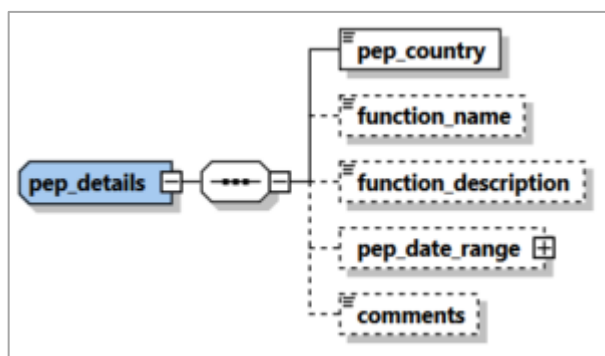 pep_country
function_name
pep_details
function_description
pep_date_range
comments